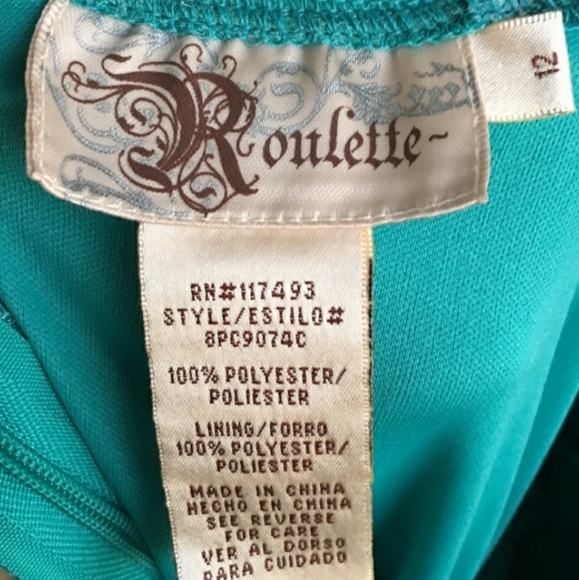 Roulette~
12
RN#117493
STYLE/ESTILO#
8PC9074C
100% POLYESTER/
POLIESTER
LINING/FORRO
100% POLYESTER/
POLIESTER
MADE IN CHINA
HECHO EN CHINA
SEE REVERSE
FOR CARE
VER AL DORSO
PARA CUIDADO